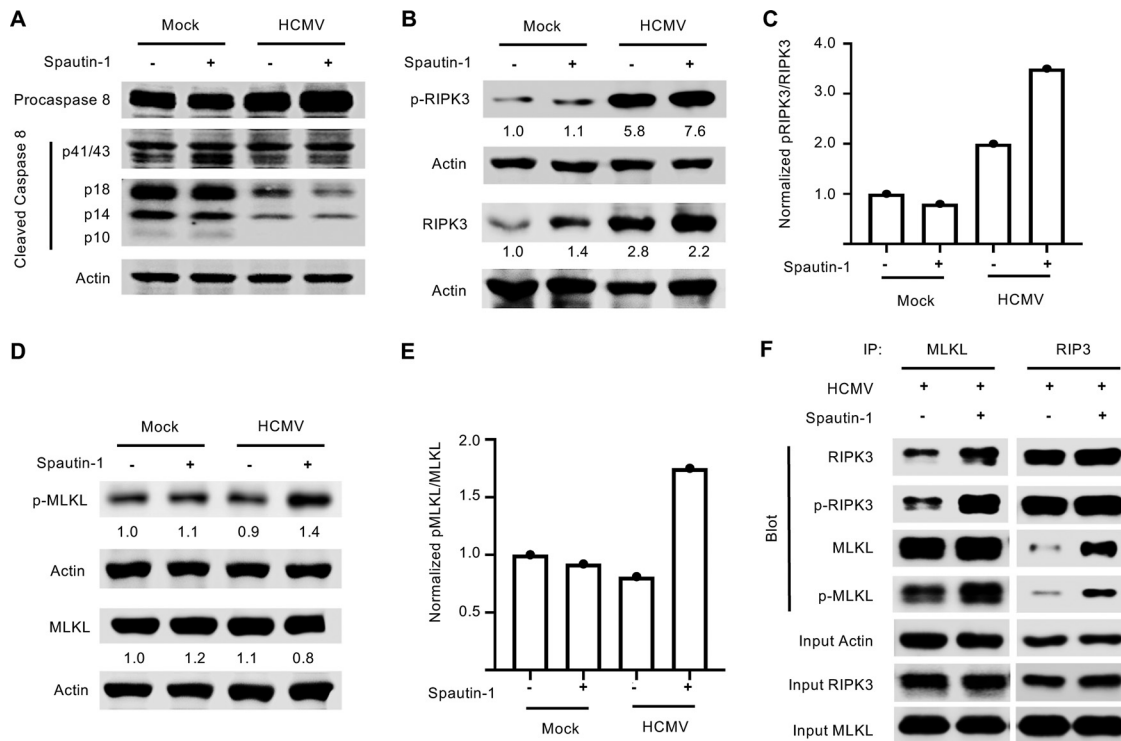 A
Mock HCMV
Spautin-1 - + - +
Procaspase 8
Cleaved Caspase 8
p41/43
p18
p14
p10
Actin
B
Mock HCMV
Spautin-1 - + - +
p-RIPK3
1.0 1.1 5.8 7.6
Actin
RIPK3
1.0 1.4 2.8 2.2
Actin
C
Normalized pRIPK3/RIPK3
4.0
3.0
2.0
1.0
Spautin-1 - + - +
Mock HCMV
D
Mock HCMV
Spautin-1 - + - +
p-MLKL
1.0 1.1 0.9 1.4
Actin
MLKL
1.0 1.2 1.1 0.8
Actin
E
Normalized pMLKL/MLKL
2.0
1.5
1.0
0.5
Spautin-1 - + - +
Mock HCMV
F
IP: MLKL RIP3
HCMV + + + +
Spautin-1 - + - +
Blot
RIPK3
p-RIPK3
MLKL
p-MLKL
Input Actin
Input RIPK3
Input MLKL